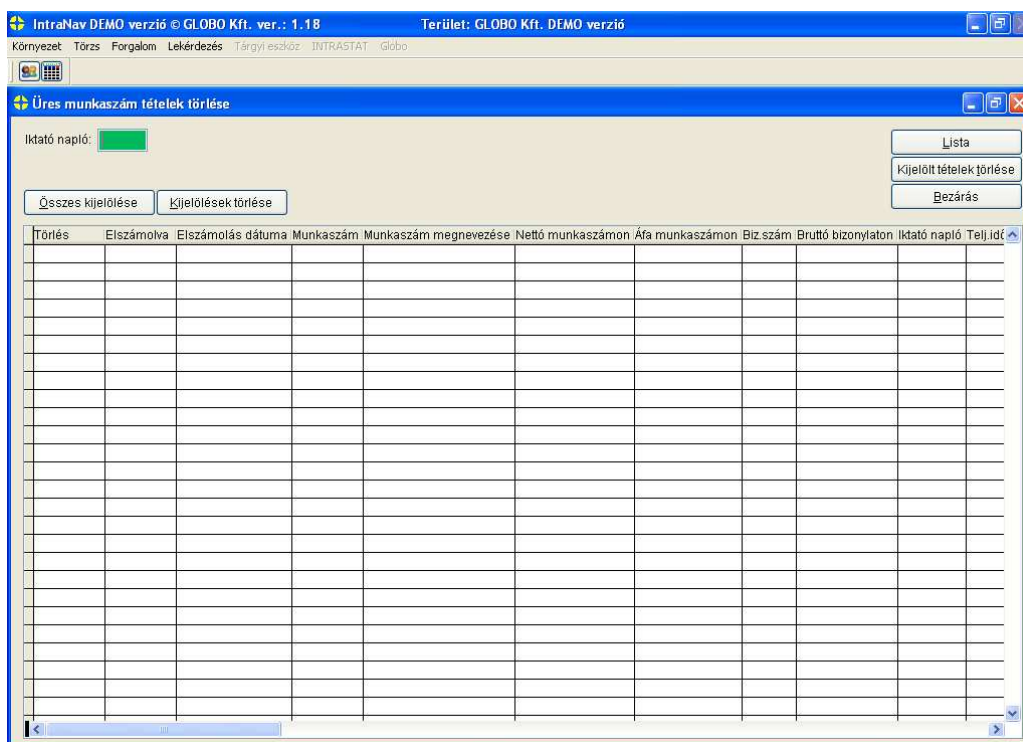 IntraNav DEMO verzió © GLOBO Kft. ver.: 1.18 Terület: GLOBO Kft. DEMO verzió
Környezet Törzs Forgalom Lekérdezés Tárgyi eszköz INTRASTAT Globo
Üres munkaszám tételek törlése
Iktató napló:
Lista
Kijelölt tételek törlése
Bezárás
Összes kijelölése Kijelölések törlése
Törlés Elszámolva Elszámolás dátuma Munkaszám Munkaszám megnevezése Nettó munkaszámon Áfa munkaszámon Biz.szám Bruttó bizonylaton Iktató napló Telj.idő